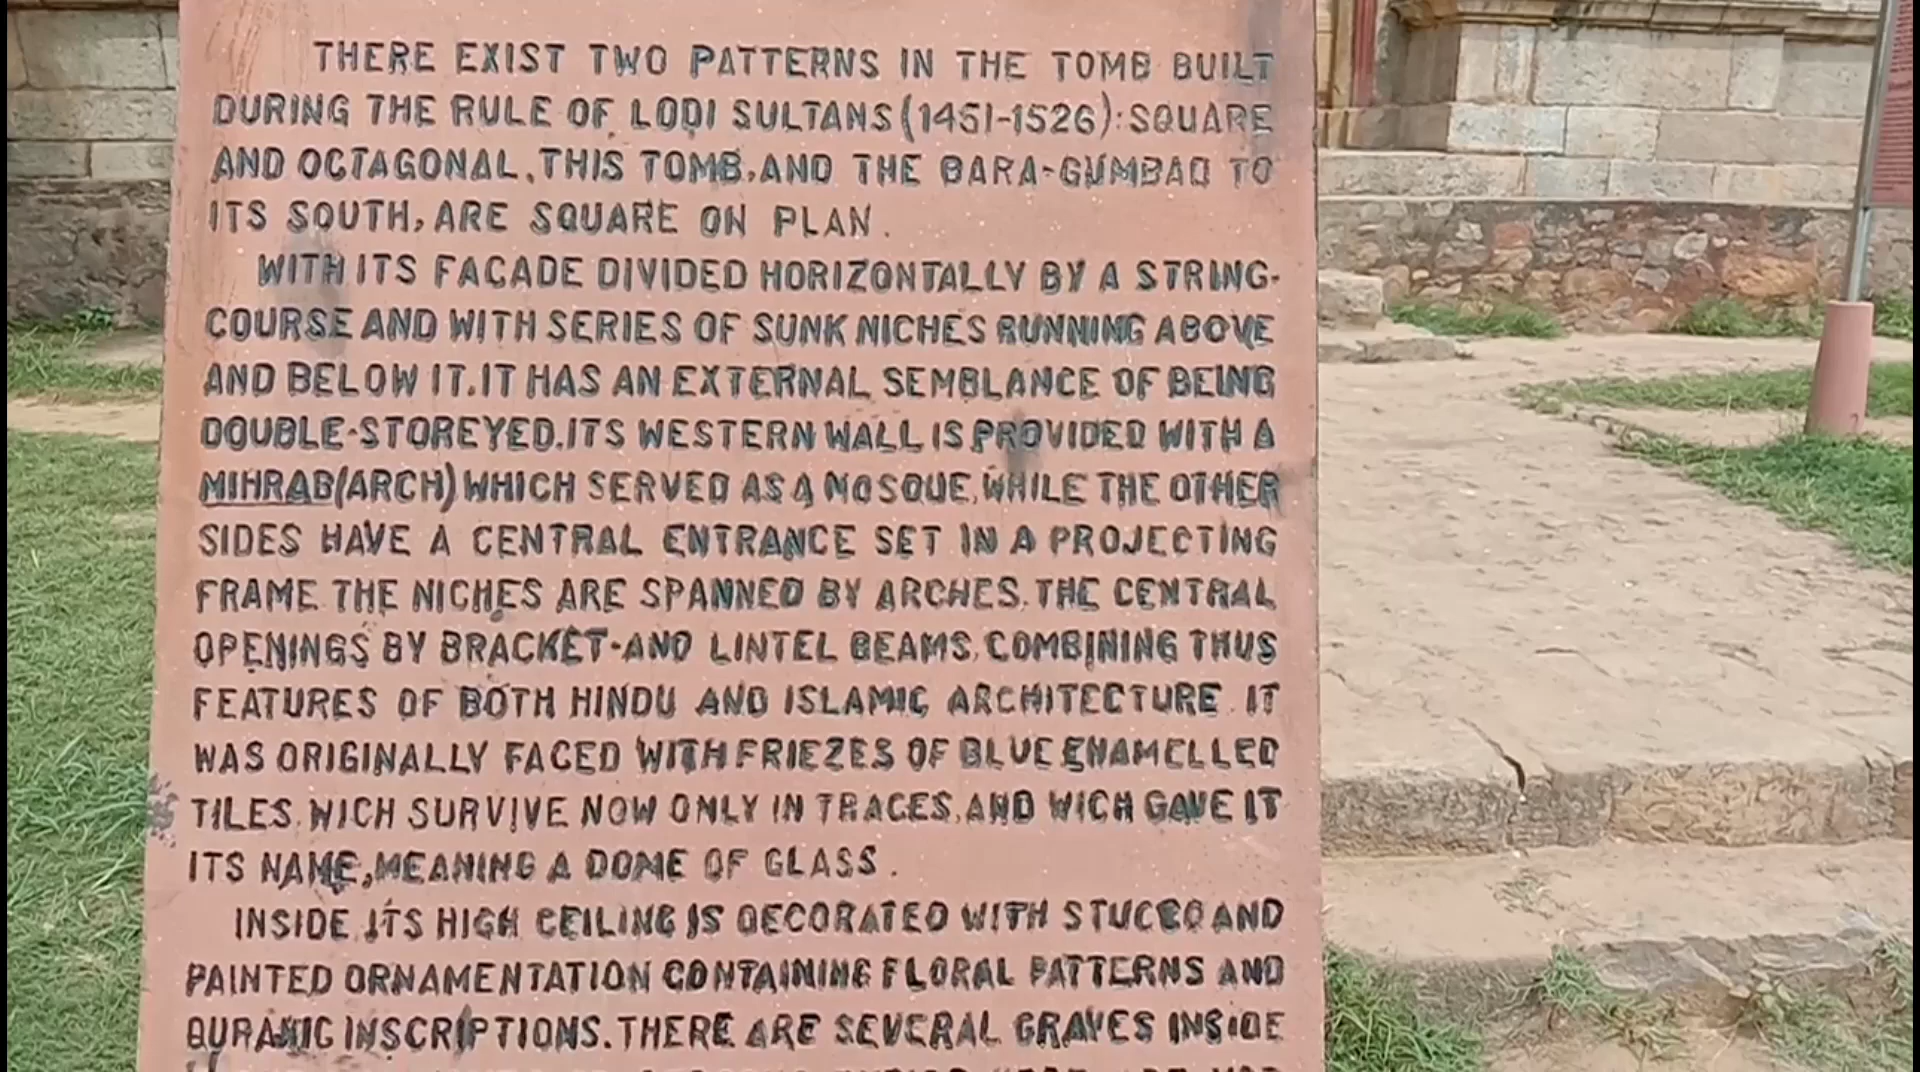 THERE EXIST TWO PATTERNS IN THE TOMB BUILT
DURING THE RULE OF LODI SULTANS (1451-1526): SQUARE
AND OCTAGONAL. THIS TOMB, AND THE BARA-GUMBAD TO
ITS SOUTH, ARE SQUARE ON PLAN.
WITH ITS FACADE DIVIDED HORIZONTALLY BY A STRING-
COURSE AND WITH SERIES OF SUNK NICHES RUNNING ABOVE
AND BELOW IT. IT HAS AN EXTERNAL SEMBLANCE OF BEING
DOUBLE-STOREYED. ITS WESTERN WALL IS PROVIDED WITH A
MIHRAB (ARCH) WHICH SERVED AS A MOSQUE, WHILE THE OTHER
SIDES HAVE A CENTRAL ENTRANCE SET IN A PROJECTING
FRAME. THE NICHES ARE SPANNED BY ARCHES. THE CENTRAL
OPENINGS BY BRACKET-AND LINTEL BEAMS, COMBINING THUS
FEATURES OF BOTH HINDU AND ISLAMIC ARCHITECTURE. IT
WAS ORIGINALLY FACED WITH FRIEZES OF BLUE ENAMELLED
TILES, WICH SURVIVE NOW ONLY IN TRACES, AND WICH GAVE IT
ITS NAME, MEANING A DOME OF GLASS.
INSIDE, ITS HIGH CEILING IS DECORATED WITH STUCCO AND
PAINTED ORNAMENTATION CONTAINING FLORAL PATTERNS AND
QURANIC INSCRIPTIONS. THERE ARE SEVERAL GRAVES INSIDE